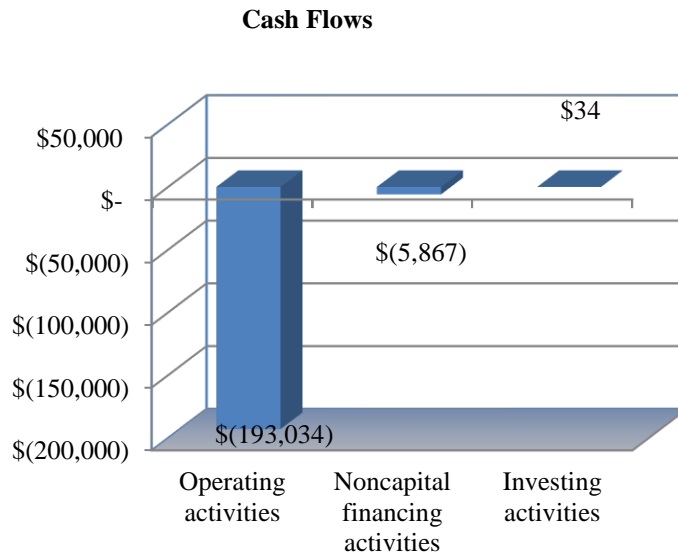 Cash Flows
$34
$50,000
$-
$(5,867)
$(50,000)
$(100,000)
$(150,000)
$(193,034)
$(200,000)
Operating
activities
Noncapital
financing
activities
Investing
activities